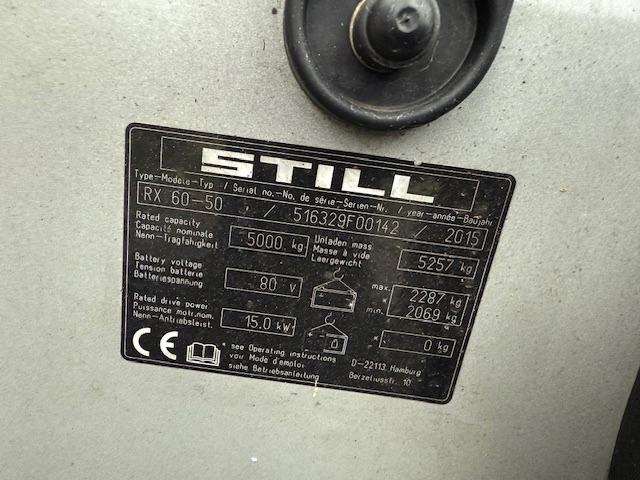 STILL
Type-Modele-Typ / Serial no.-No. de série-Serien-Nr. / year-année-Baujahr
RX 60-50 / 516329F00142 / 2015
Rated capacity
Capacité nominale
Nenn-Tragfähigkeit
5000 kg
Unladen mass
Masse à vide
Leergewicht
5257 kg
Battery voltage
Tension batterie
Batteriespannung
80 V
max. 2287 kg
min. 2069 kg
Rated drive power
Puissance motr.nom.
Nenn-Antriebsleist.
15.0 kW
* 0 kg
CE
* see Operating instructions
voir Mode d'emploi
siehe Betriebsanleitung
D-22113 Hamburg
Berzeliusstr. 10